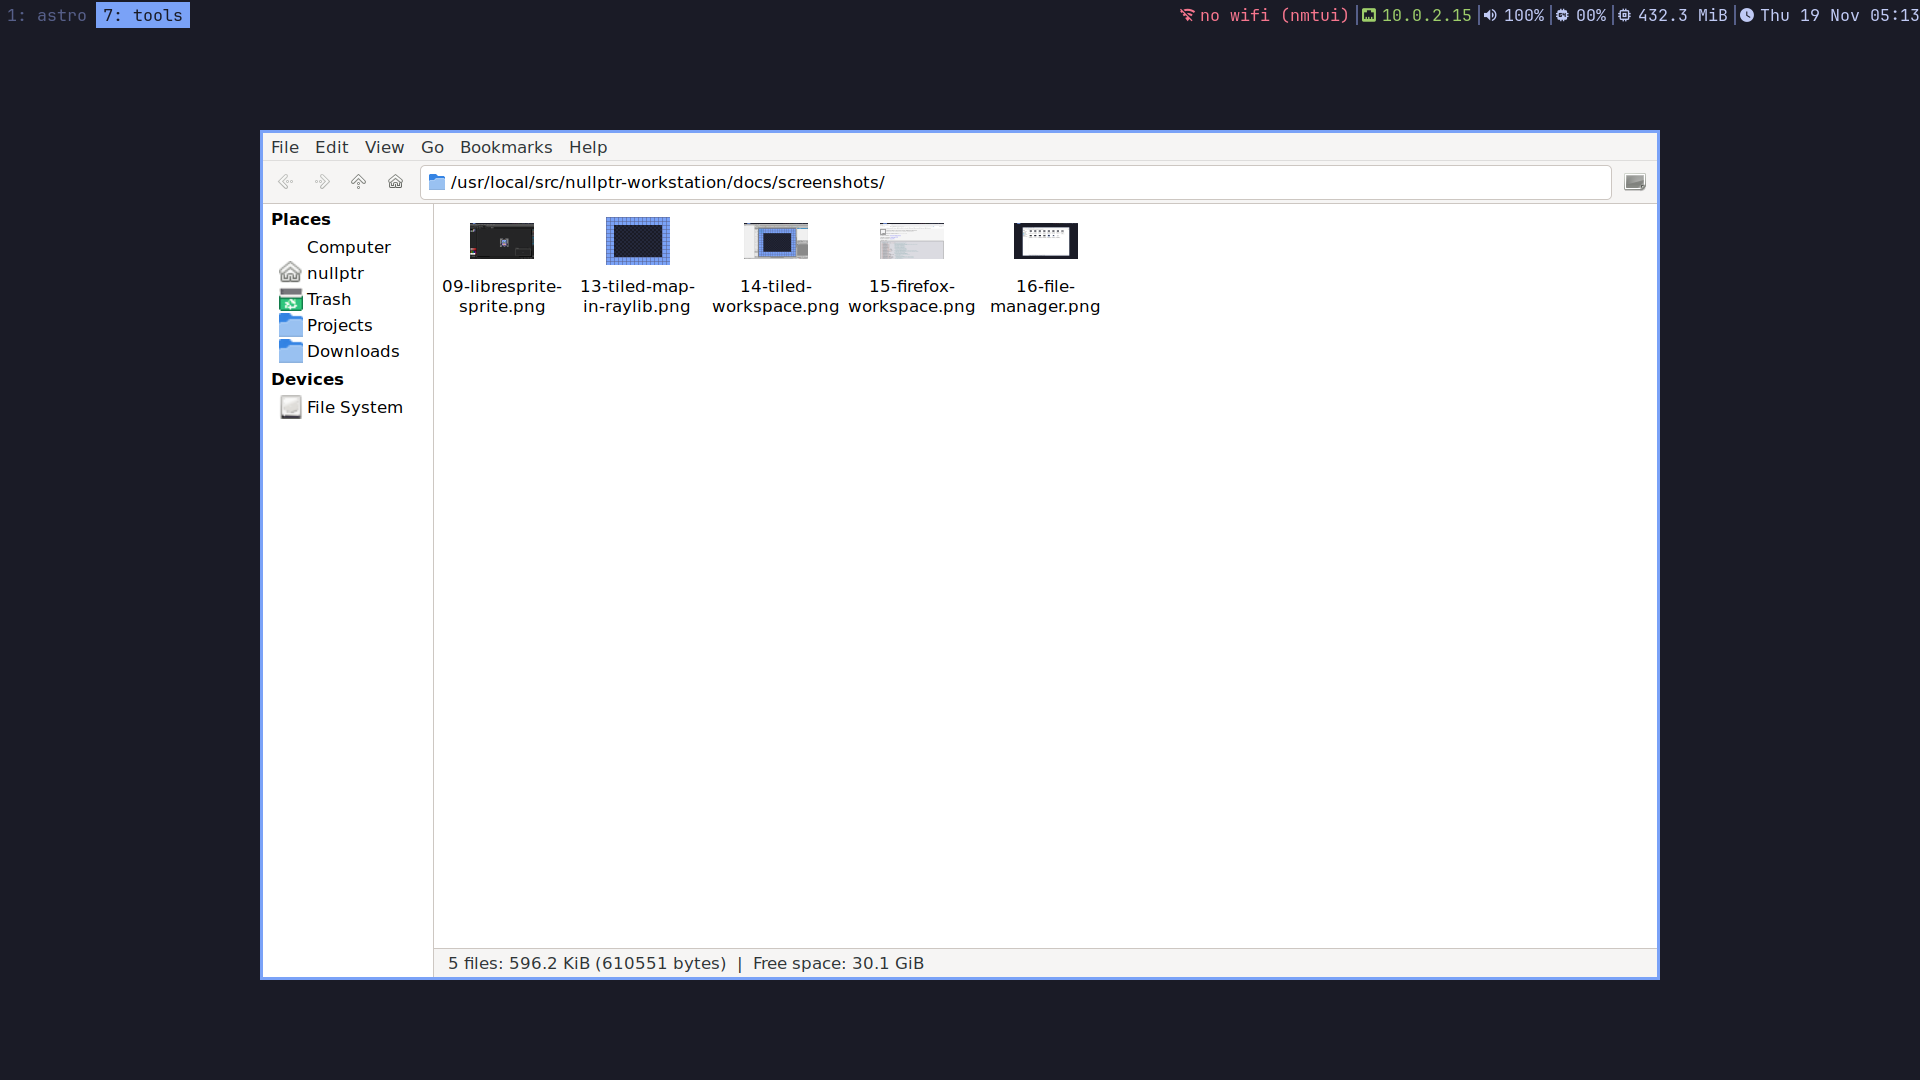 1: astro 7: tools no wifi (nmtui) 10.0.2.15 100% 00% 432.3 MiB Thu 19 Nov 05:13
File Edit View Go Bookmarks Help
/usr/local/src/nullptr-workstation/docs/screenshots/
Places
Computer
nullptr
Trash
Projects
Downloads
Devices
File System
09-libresprite-
sprite.png
13-tiled-map-
in-raylib.png
14-tiled-
workspace.png
15-firefox-
workspace.png
16-file-
manager.png
5 files: 596.2 KiB (610551 bytes) | Free space: 30.1 GiB